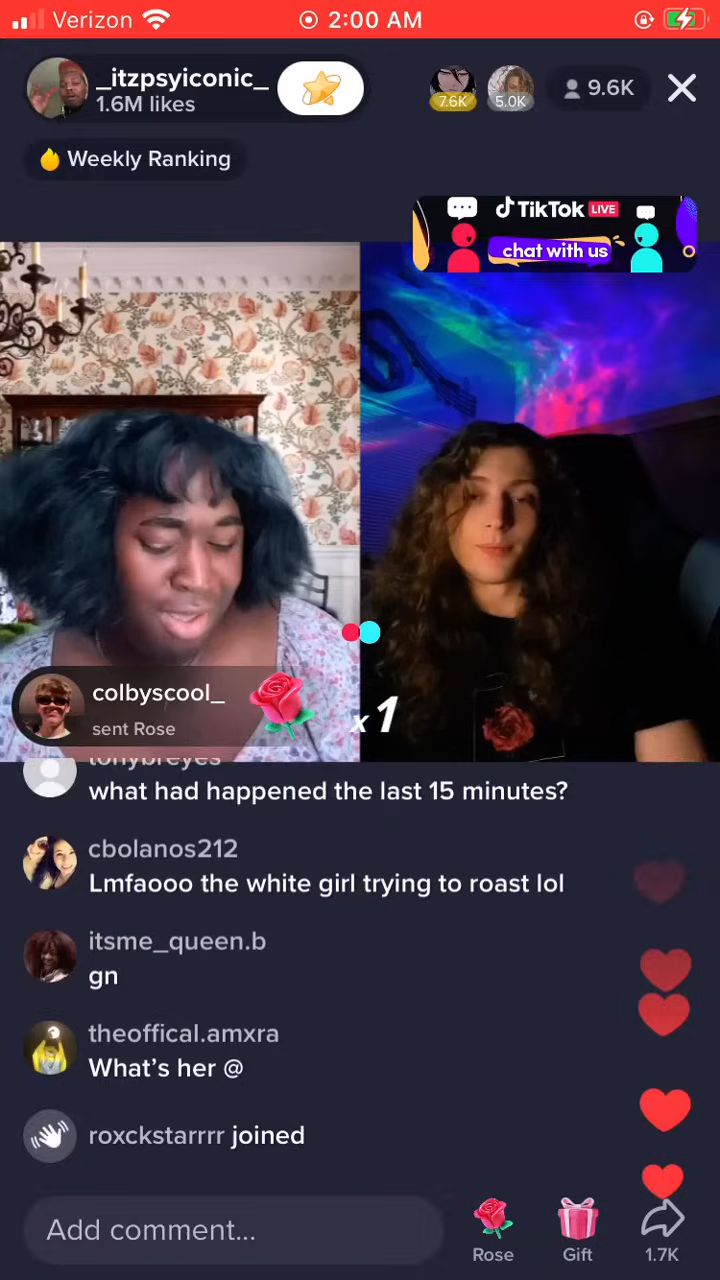 Verizon 2:00 AM
_itzpsyiconic_
1.6M likes
7.6K 5.0K 9.6K
Weekly Ranking
TikTok LIVE
chat with us
colbyscool_
sent Rose
x1
tonybreyes
what had happened the last 15 minutes?
cbolanos212
Lmfaooo the white girl trying to roast lol
itsme_queen.b
gn
theoffical.amxra
What's her @
roxckstarrrr joined
Add comment...
Rose Gift 1.7K